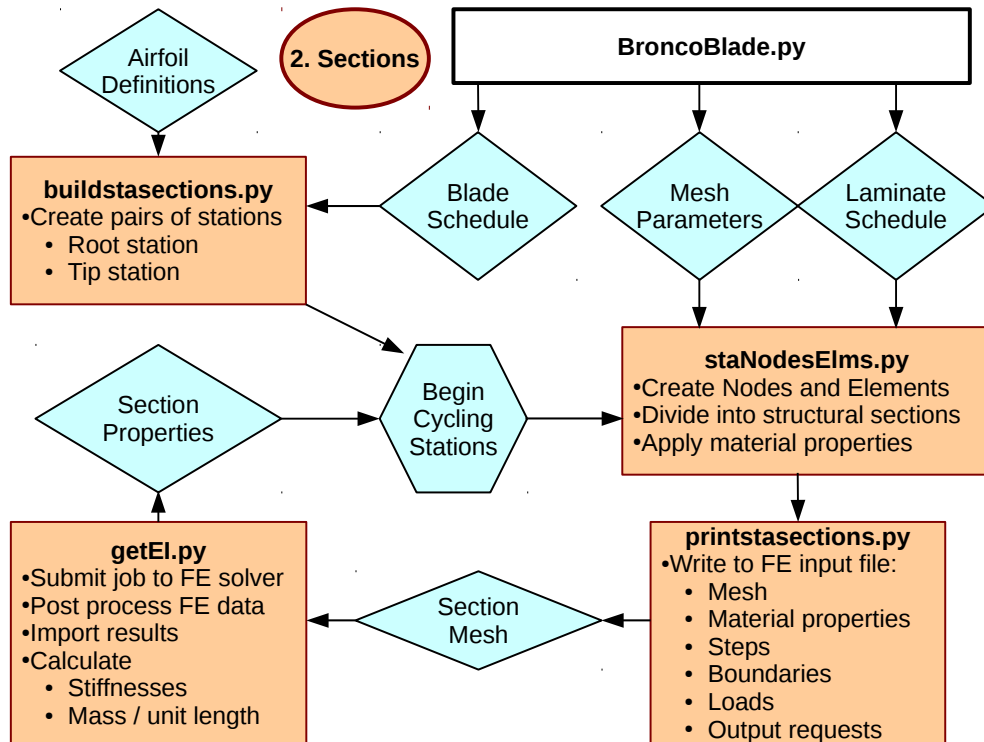 Airfoil
Definitions
2. Sections
BroncoBlade.py
buildstasections.py
•Create pairs of stations
• Root station
• Tip station
Blade
Schedule
Mesh
Parameters
Laminate
Schedule
Section
Properties
Begin
Cycling
Stations
staNodesElms.py
•Create Nodes and Elements
•Divide into structural sections
•Apply material properties
getEI.py
•Submit job to FE solver
•Post process FE data
•Import results
•Calculate
• Stiffnesses
• Mass / unit length
Section
Mesh
printstasections.py
•Write to FE input file:
• Mesh
• Material properties
• Steps
• Boundaries
• Loads
• Output requests